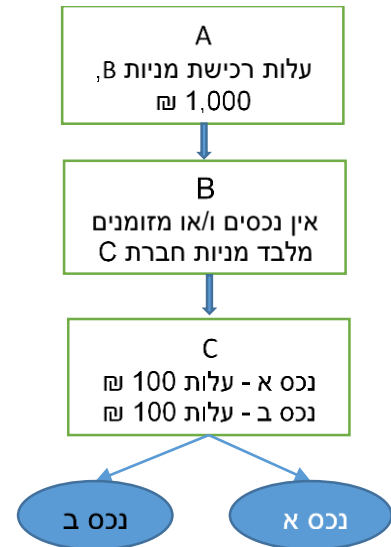 A
עלות רכישת מניות B,
1,000 ₪
B
אין נכסים ו/או מזומנים
מלבד מניות חברת C
C
נכס א - עלות 100 ₪
נכס ב - עלות 100 ₪
נכס א
נכס ב